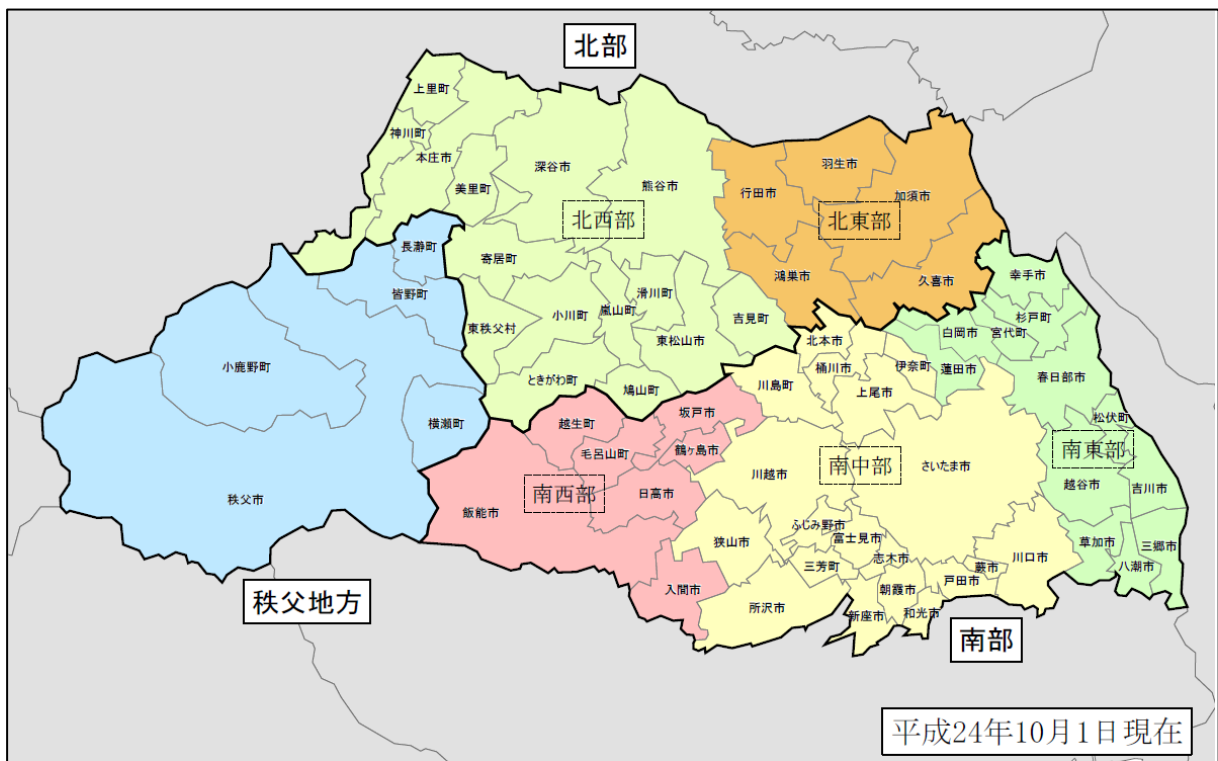 北部
上里町
神川町
本庄市
美里町
深谷市
熊谷市
北西部
行田市
羽生市
加須市
北東部
鴻巣市
久喜市
長瀞町
皆野町
寄居町
小川町
嵐山町
滑川町
吉見町
東秩父村
東松山市
ときがわ町
鳩山町
小鹿野町
横瀬町
秩父市
秩父地方
幸手市
杉戸町
宮代町
白岡市
蓮田市
春日部市
松伏町
南東部
越谷市
吉川市
草加市
三郷市
八潮市
北本市
桶川市
伊奈町
川島町
上尾市
南中部
さいたま市
川越市
ふじみ野市
富士見市
狭山市
三芳町
志木市
川口市
蕨市
戸田市
朝霞市
和光市
新座市
所沢市
坂戸市
越生町
毛呂山町
鶴ヶ島市
日高市
南西部
飯能市
入間市
南部
平成24年10月1日現在